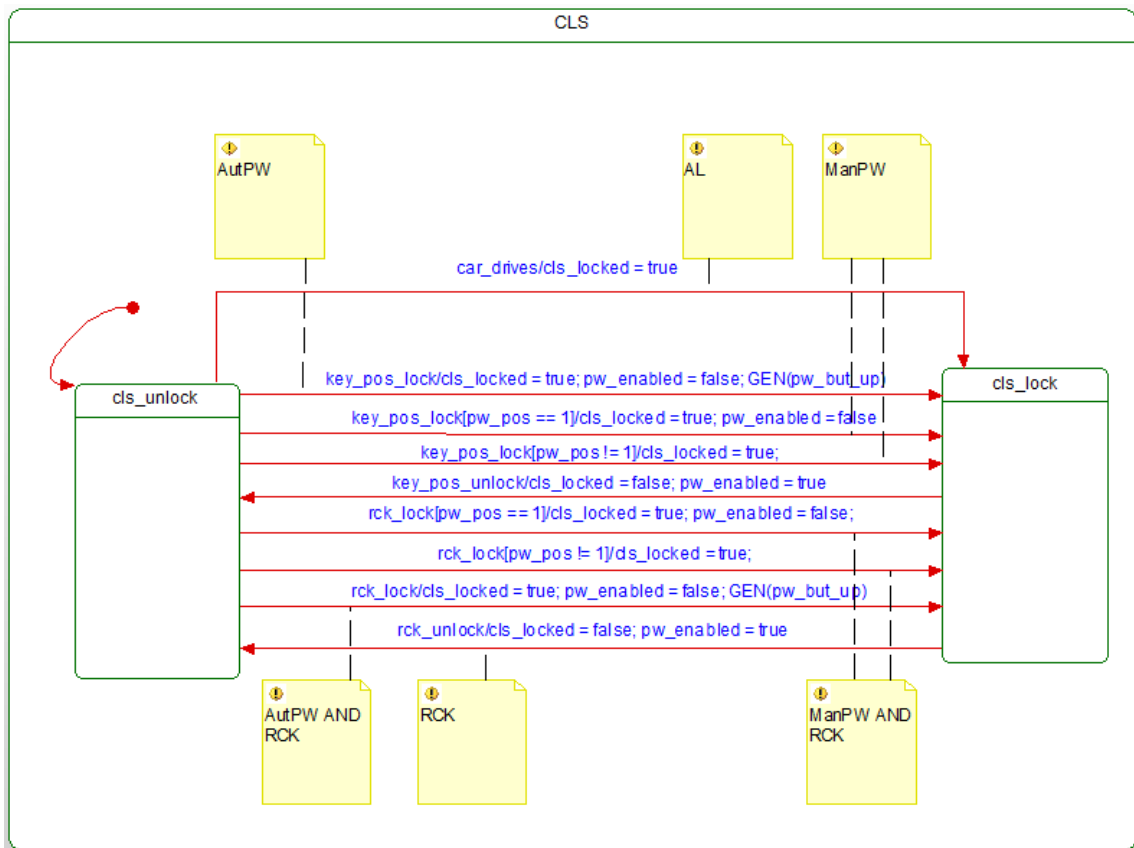 CLS
AutPW
AL
ManPW
car_drives/cls_locked = true
key_pos_lock/cls_locked = true; pw_enabled = false; GEN(pw_but_up)
cls_unlock
cls_lock
key_pos_lock[pw_pos == 1]/cls_locked = true; pw_enabled = false
key_pos_lock[pw_pos != 1]/cls_locked = true;
key_pos_unlock/cls_locked = false; pw_enabled = true
rck_lock[pw_pos == 1]/cls_locked = true; pw_enabled = false;
rck_lock[pw_pos != 1]/cls_locked = true;
rck_lock/cls_locked = true; pw_enabled = false; GEN(pw_but_up)
rck_unlock/cls_locked = false; pw_enabled = true
AutPW AND
RCK
RCK
ManPW AND
RCK